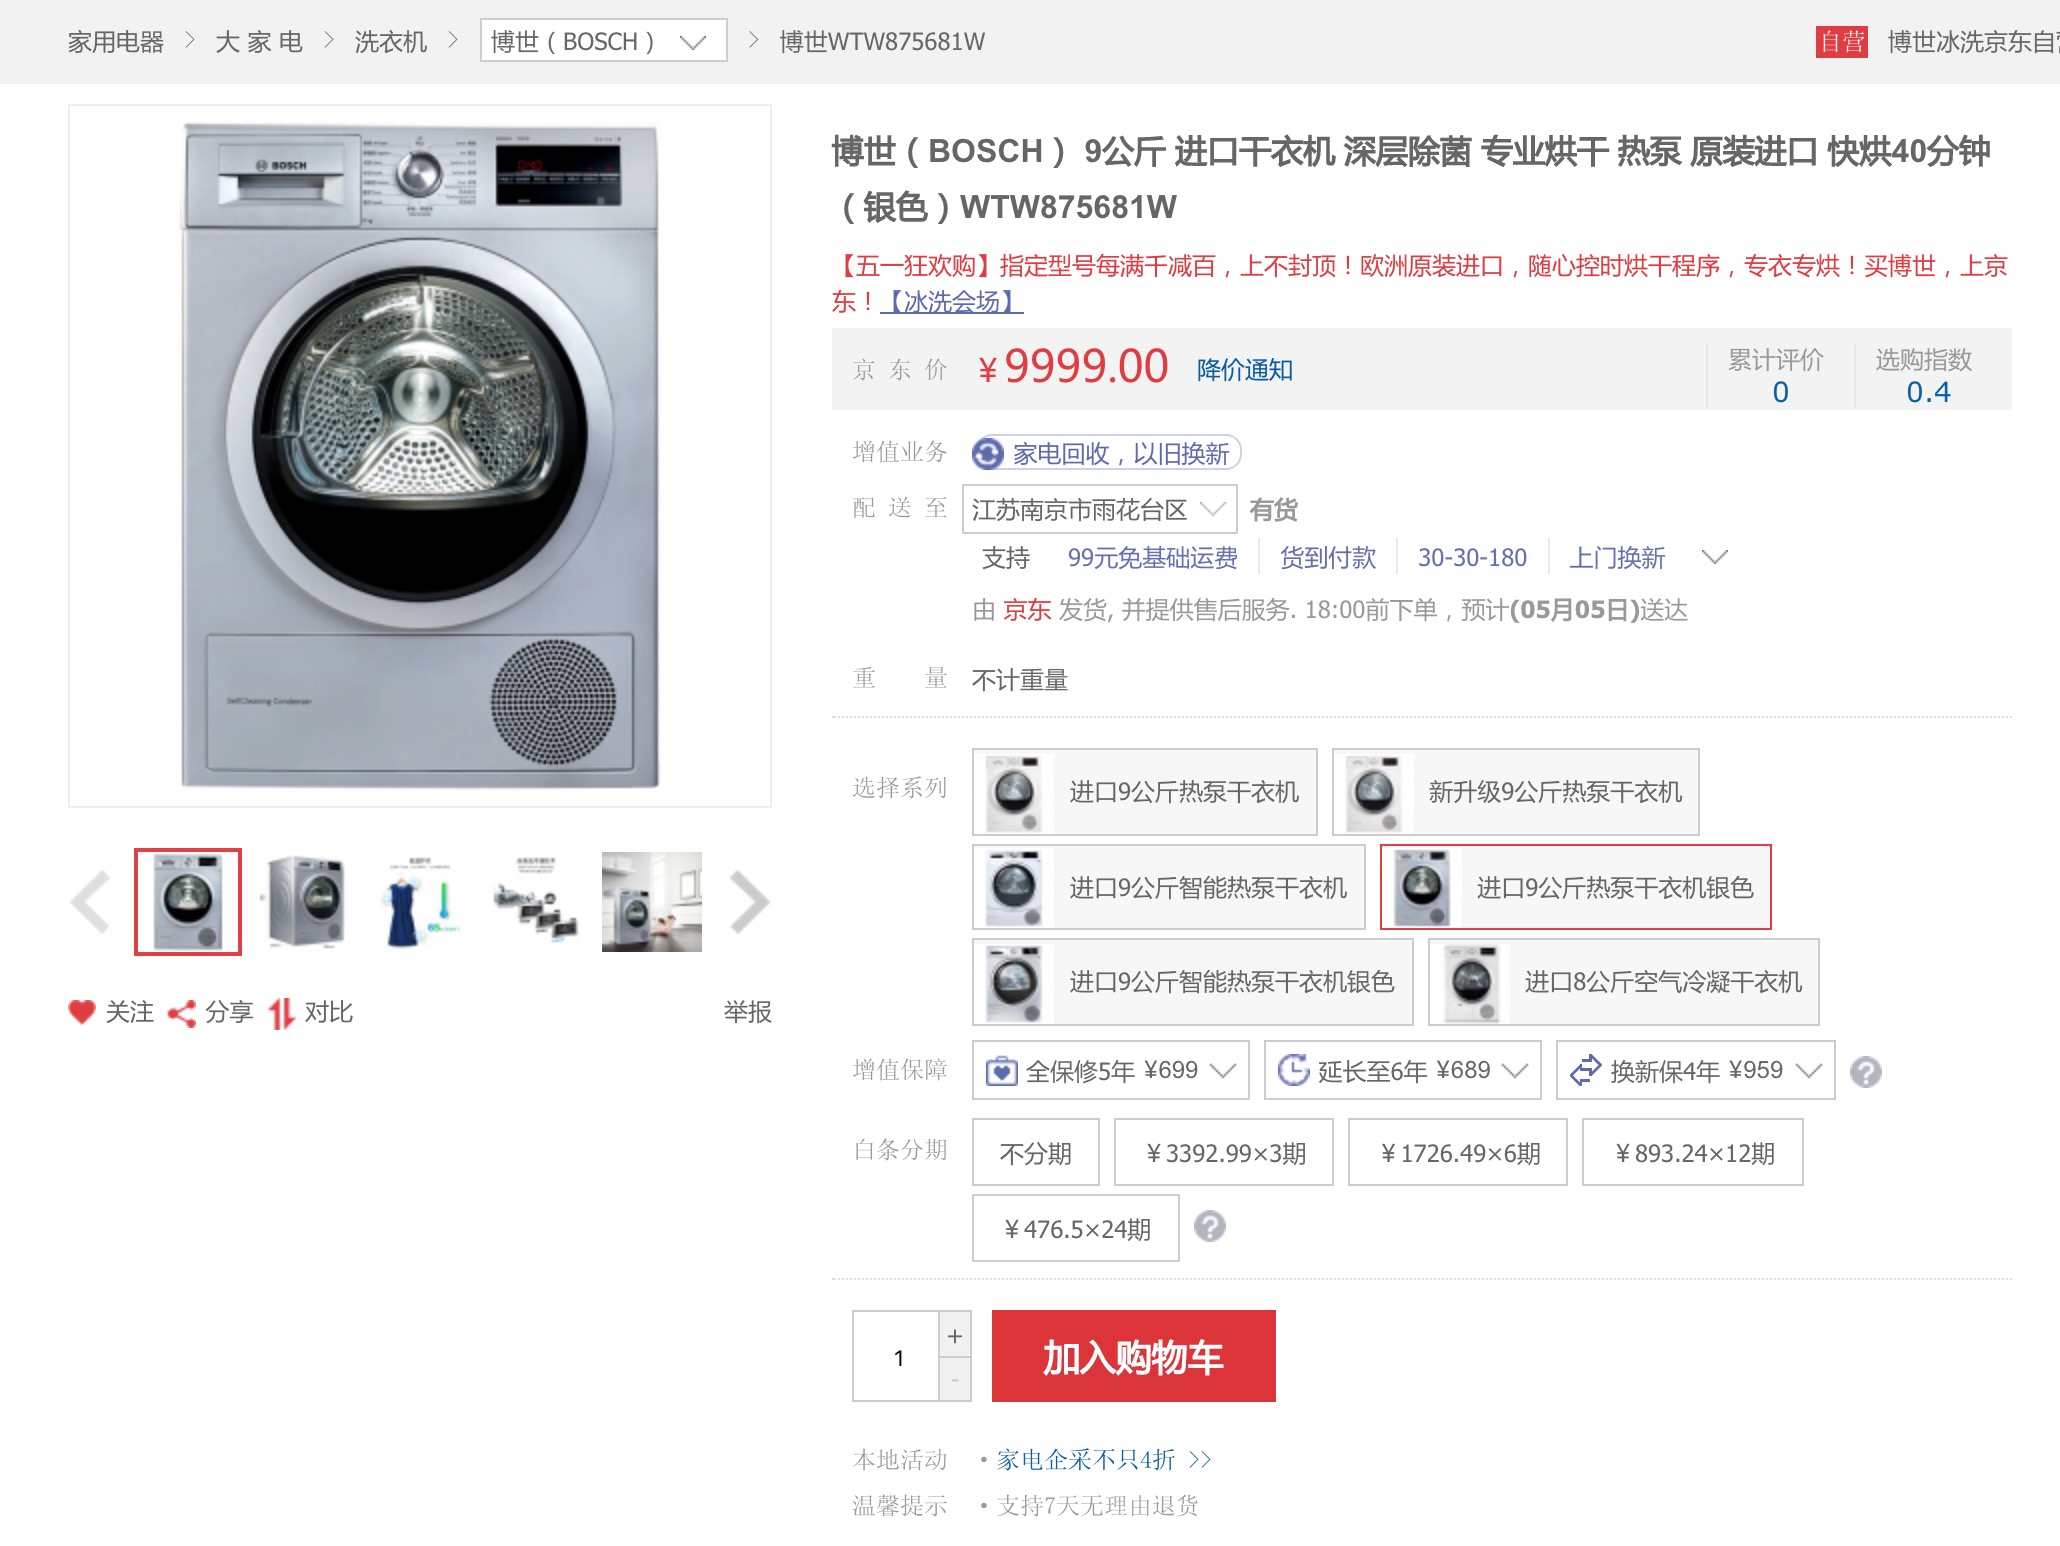 家用电器 > 大 家 电 > 洗衣机 > 博世（BOSCH） > 博世WTW875681W
自营 博世冰洗京东自
BOSCH
SelfCleaning Condenser
关注 分享 对比
举报
博世（BOSCH） 9公斤 进口干衣机 深层除菌 专业烘干 热泵 原装进口 快烘40分钟
（银色）WTW875681W
【五一狂欢购】指定型号每满千减百，上不封顶！欧洲原装进口，随心控时烘干程序，专衣专烘！买博世，上京
东！【冰洗会场】
京 东 价 ￥9999.00 降价通知
累计评价 选购指数
0 0.4
增值业务 家电回收，以旧换新
配 送 至 江苏南京市雨花台区 有货
支持 99元免基础运费 货到付款 30-30-180 上门换新
由 京东 发货, 并提供售后服务. 18:00前下单，预计(05月05日)送达
重 量 不计重量
选择系列 进口9公斤热泵干衣机 新升级9公斤热泵干衣机
进口9公斤智能热泵干衣机 进口9公斤热泵干衣机银色
进口9公斤智能热泵干衣机银色 进口8公斤空气冷凝干衣机
增值保障 全保修5年 ¥699 延长至6年 ¥689 换新保4年 ¥959 ?
白条分期 不分期 ￥3392.99×3期 ￥1726.49×6期 ￥893.24×12期
￥476.5×24期 ?
1 + -
加入购物车
本地活动 ·家电企采不只4折 >>
温馨提示 ·支持7天无理由退货